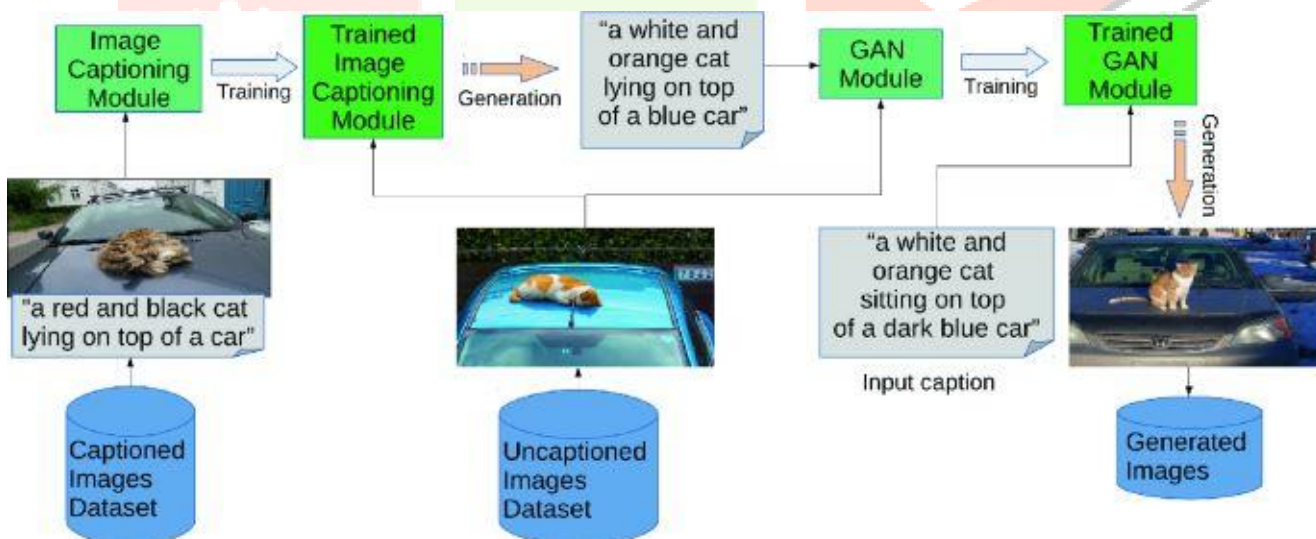 Image
Captioning
Module
Training
Trained
Image
Captioning
Module
Generation
“a white and
orange cat
lying on top
of a blue car”
GAN
Module
Training
Trained
GAN
Module
Generation
“a red and black cat
lying on top of a car”
“a white and
orange cat
sitting on top
of a dark blue car”
Input caption
Captioned
Images
Dataset
Uncaptioned
Images
Dataset
Generated
Images